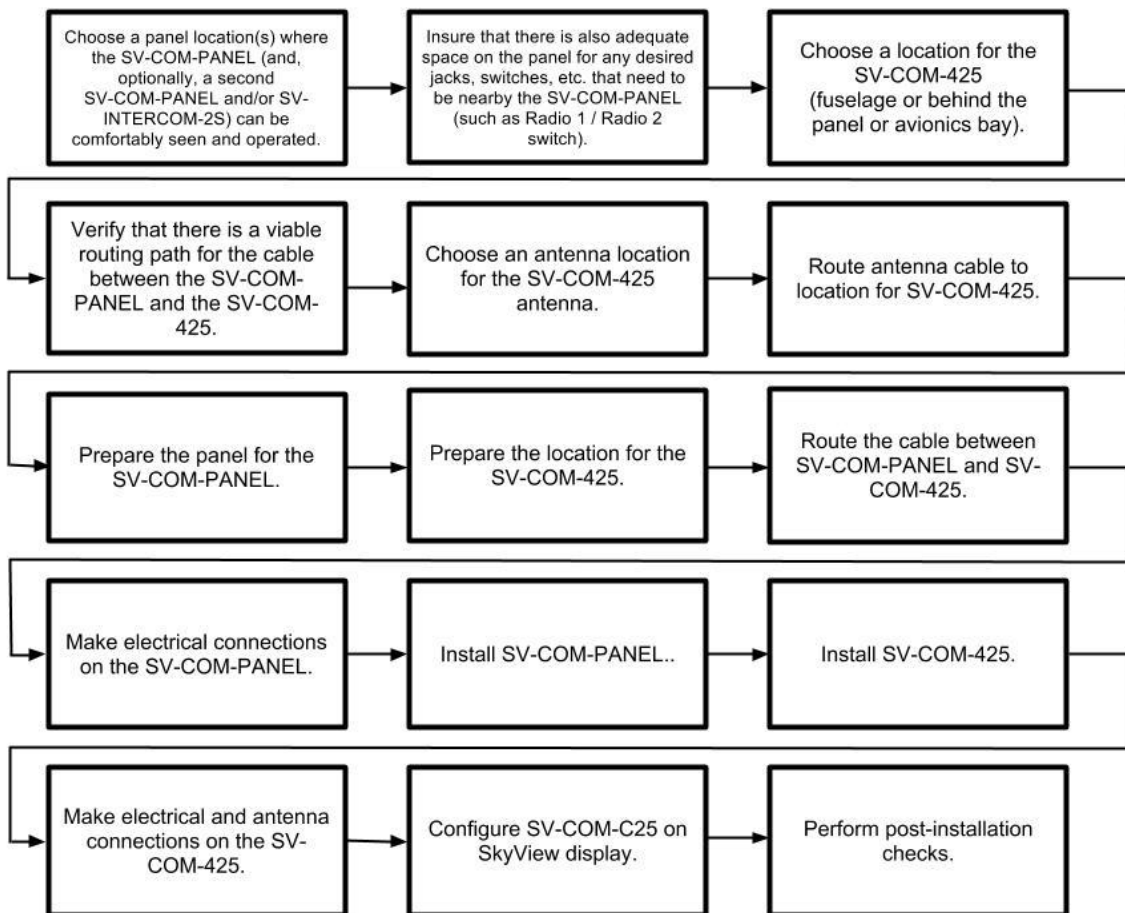 Choose a panel location(s) where
the SV-COM-PANEL (and,
optionally, a second
SV-COM-PANEL and/or SV-
INTERCOM-2S) can be
comfortably seen and operated.
Insure that there is also adequate
space on the panel for any desired
jacks, switches, etc. that need to
be nearby the SV-COM-PANEL
(such as Radio 1 / Radio 2
switch).
Choose a location for the
SV-COM-425
(fuselage or behind the
panel or avionics bay).
Verify that there is a viable
routing path for the cable
between the SV-COM-
PANEL and the SV-COM-
425.
Choose an antenna location
for the SV-COM-425
antenna.
Route antenna cable to
location for SV-COM-425.
Prepare the panel for the
SV-COM-PANEL.
Prepare the location for the
SV-COM-425.
Route the cable between
SV-COM-PANEL and SV-
COM-425.
Make electrical connections
on the SV-COM-PANEL.
Install SV-COM-PANEL..
Install SV-COM-425.
Make electrical and antenna
connections on the SV-
COM-425.
Configure SV-COM-C25 on
SkyView display.
Perform post-installation
checks.